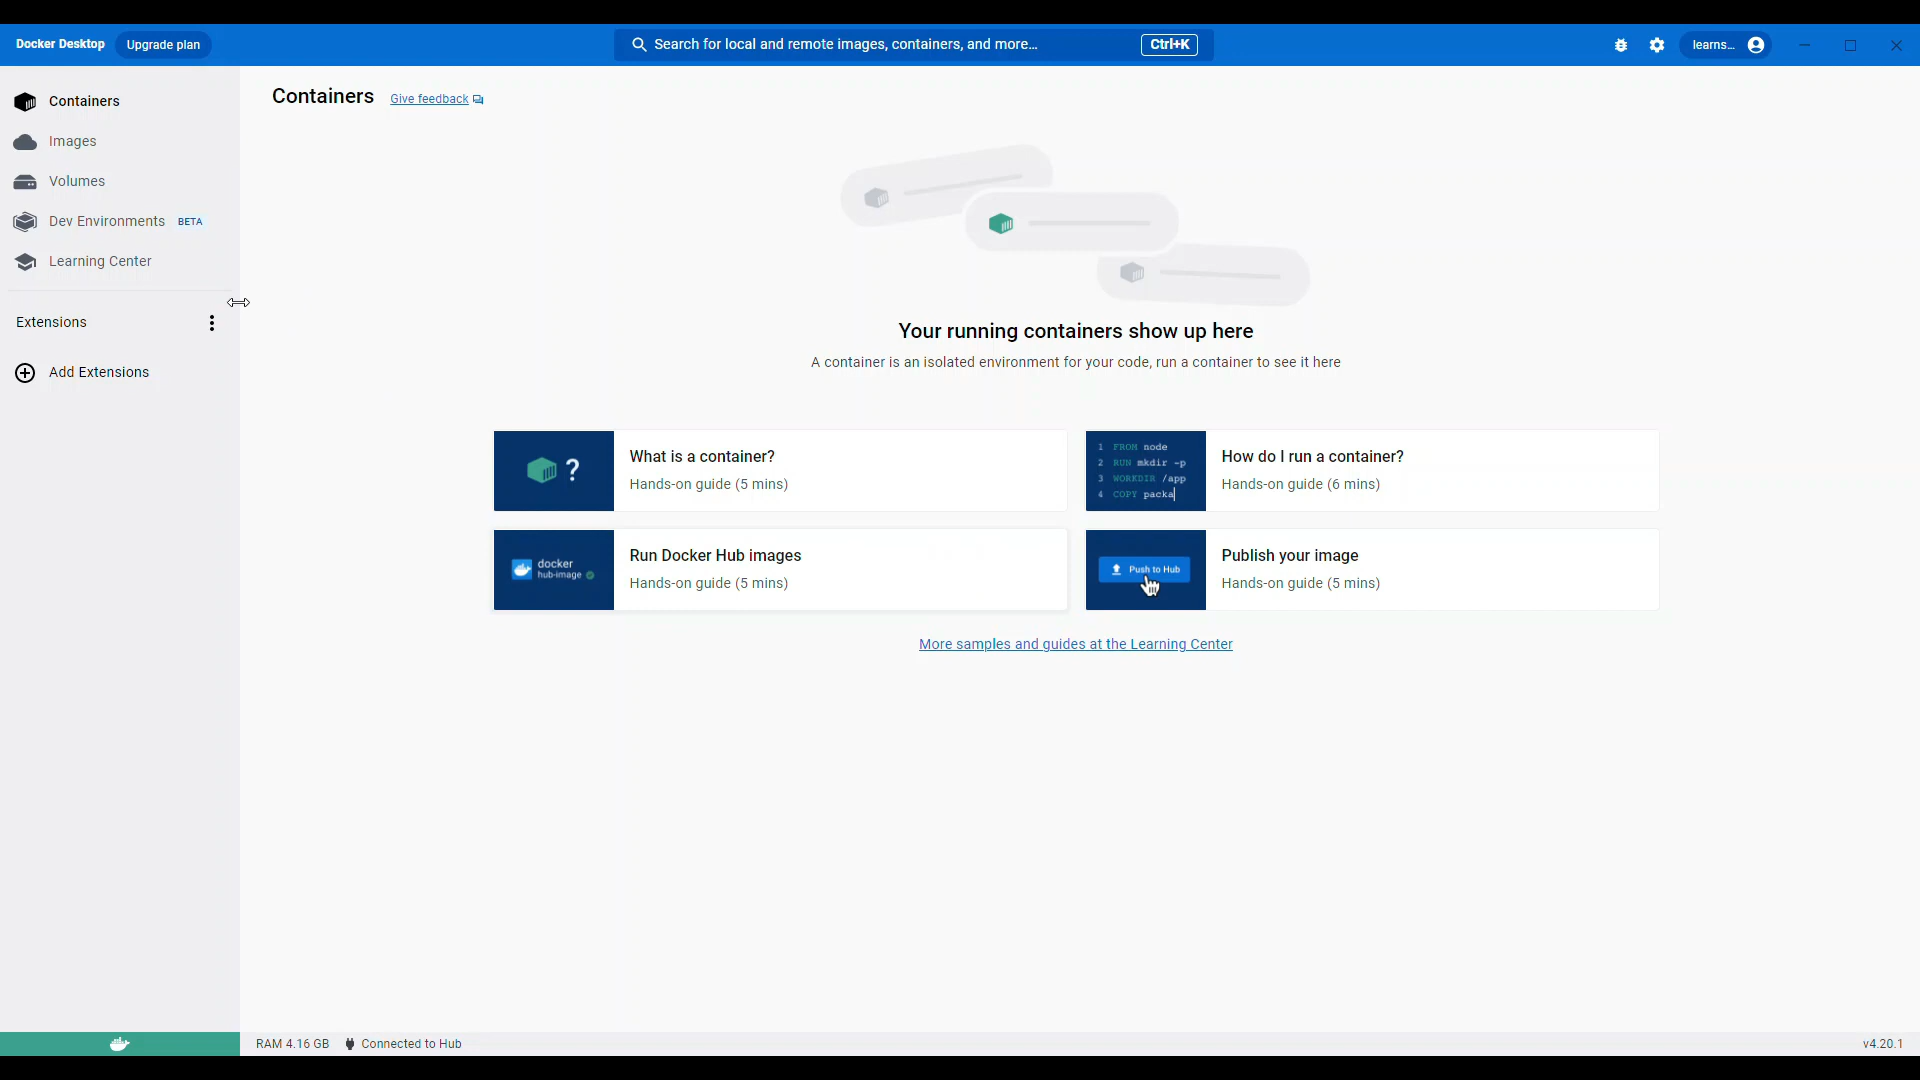 Docker Desktop Upgrade plan Search for local and remote images, containers, and more... Ctrl+K learns...
Containers
Images
Volumes
Dev Environments BETA
Learning Center
Extensions
Add Extensions
Containers Give feedback
Your running containers show up here
A container is an isolated environment for your code, run a container to see it here
?
What is a container?
Hands-on guide (5 mins)
1 FROM node
2 RUN mkdir -p
3 WORKDIR /app
4 COPY packa
How do I run a container?
Hands-on guide (6 mins)
docker
hub-image
Run Docker Hub images
Hands-on guide (5 mins)
Push to Hub
Publish your image
Hands-on guide (5 mins)
More samples and guides at the Learning Center
RAM 4.16 GB Connected to Hub v4.20.1